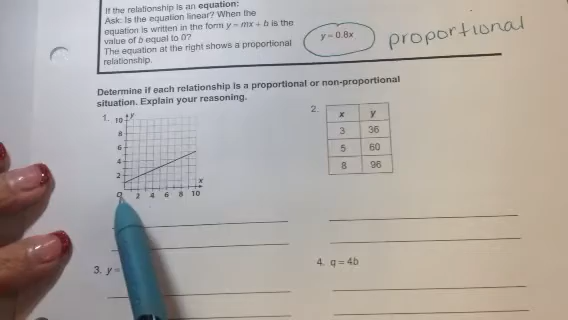 If the relationship is an equation:
Ask: Is the equation linear? When the
equation is written in the form y = mx + b is the
value of b equal to 0?
The equation at the right shows a proportional
relationship.
y = 0.8x
proportional
Determine if each relationship is a proportional or non-proportional
situation. Explain your reasoning.
1.
y
10
8
6
4
2
O 2 4 6 8 10
x
2.
x y
3 36
5 60
8 96
3. y =
4. q = 4b